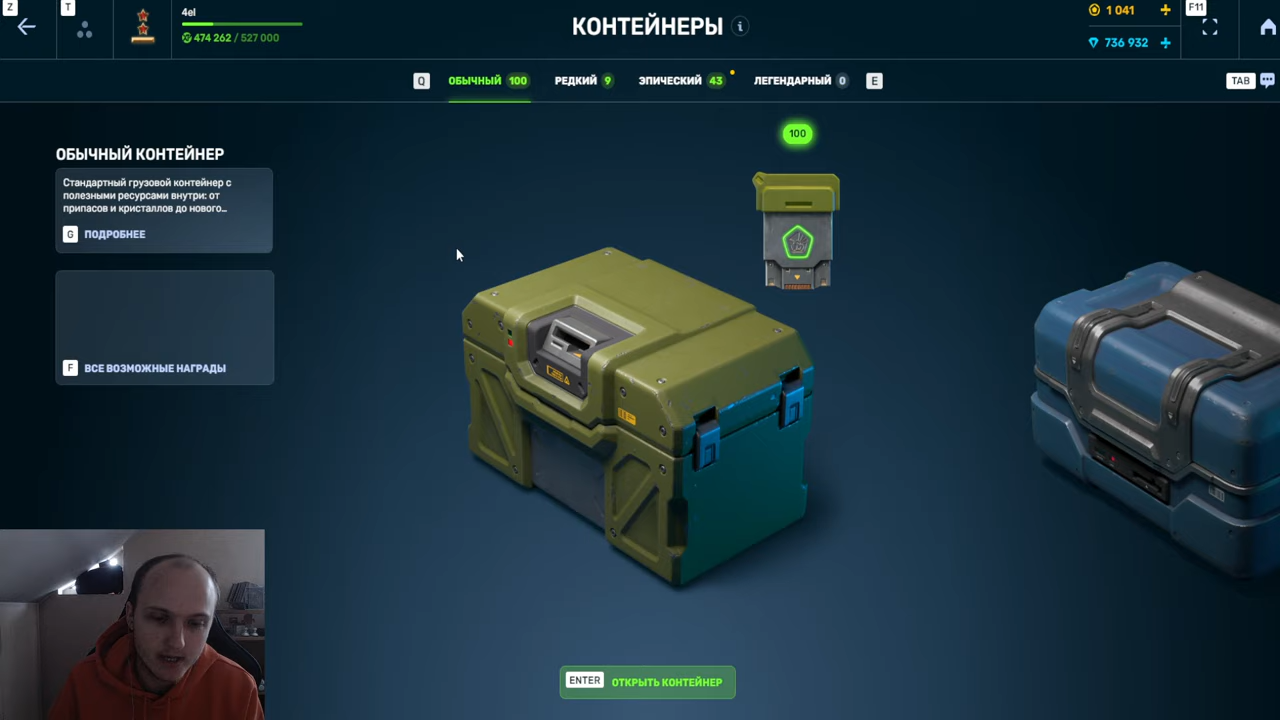 Z
T
4el
474 262 / 527 000
КОНТЕЙНЕРЫ
i
1 041
+
736 932
+
F11
Q
ОБЫЧНЫЙ 100
РЕДКИЙ 9
ЭПИЧЕСКИЙ 43
ЛЕГЕНДАРНЫЙ 0
E
TAB
100
ОБЫЧНЫЙ КОНТЕЙНЕР
Стандартный грузовой контейнер с
полезными ресурсами внутри: от
припасов и кристаллов до нового...
G ПОДРОБНЕЕ
F ВСЕ ВОЗМОЖНЫЕ НАГРАДЫ
ENTER ОТКРЫТЬ КОНТЕЙНЕР